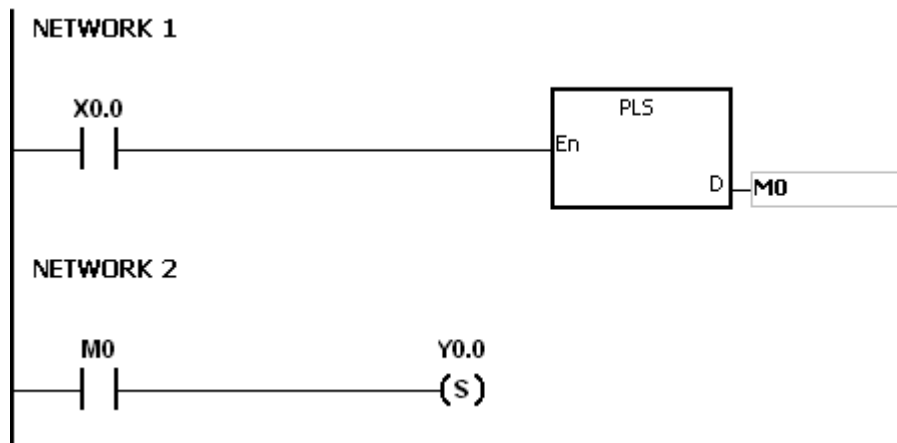 NETWORK 1
X0.0
PLS
En
D M0
NETWORK 2
M0 Y0.0
(S)